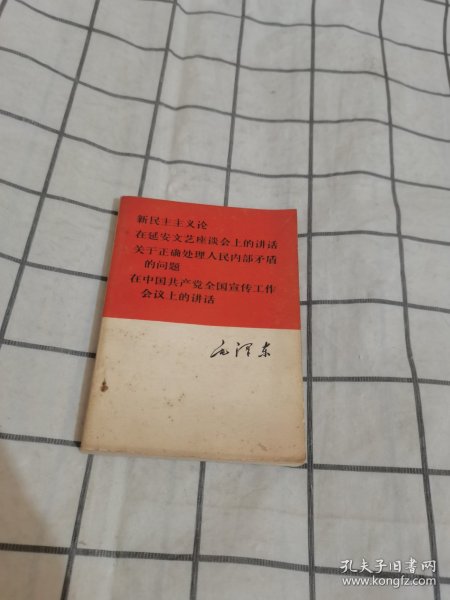 新民主主义论
在延安文艺座谈会上的讲话
关于正确处理人民内部矛盾
的问题
在中国共产党全国宣传工作
会议上的讲话
毛泽东
孔夫子旧书网
www.kongfz.com